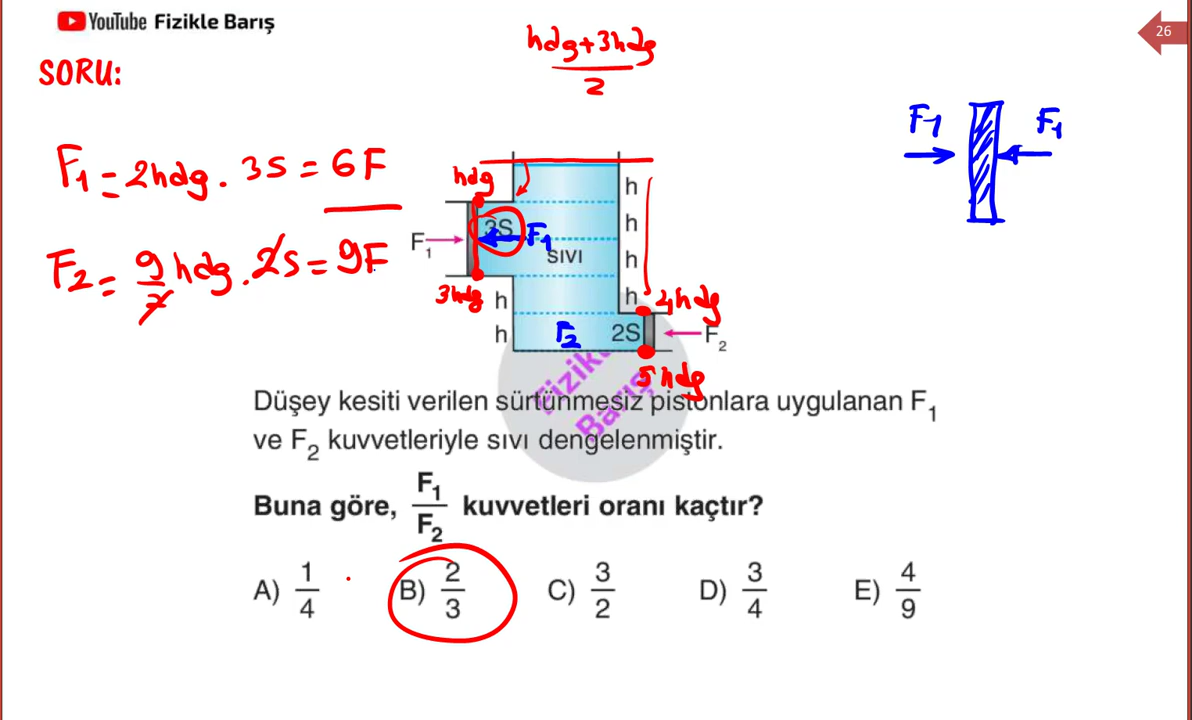 YouTube Fizikle Barış
26
SORU:
hdg+3hdg
2
F1 = 2hdg . 3S = 6F
F2 = 9/2 hdg . 2S = 9F
F1 F1
hdg
3S F1
F1
SIVI
3hdg
h
h
h
h
h
h
4hdg
F2 2S F2
5hdg
Fizikle
Barış
Düşey kesiti verilen sürtünmesiz pistonlara uygulanan F1
ve F2 kuvvetleriyle sıvı dengelenmiştir.
Buna göre, F1/F2 kuvvetleri oranı kaçtır?
A) 1/4 B) 2/3 C) 3/2 D) 3/4 E) 4/9